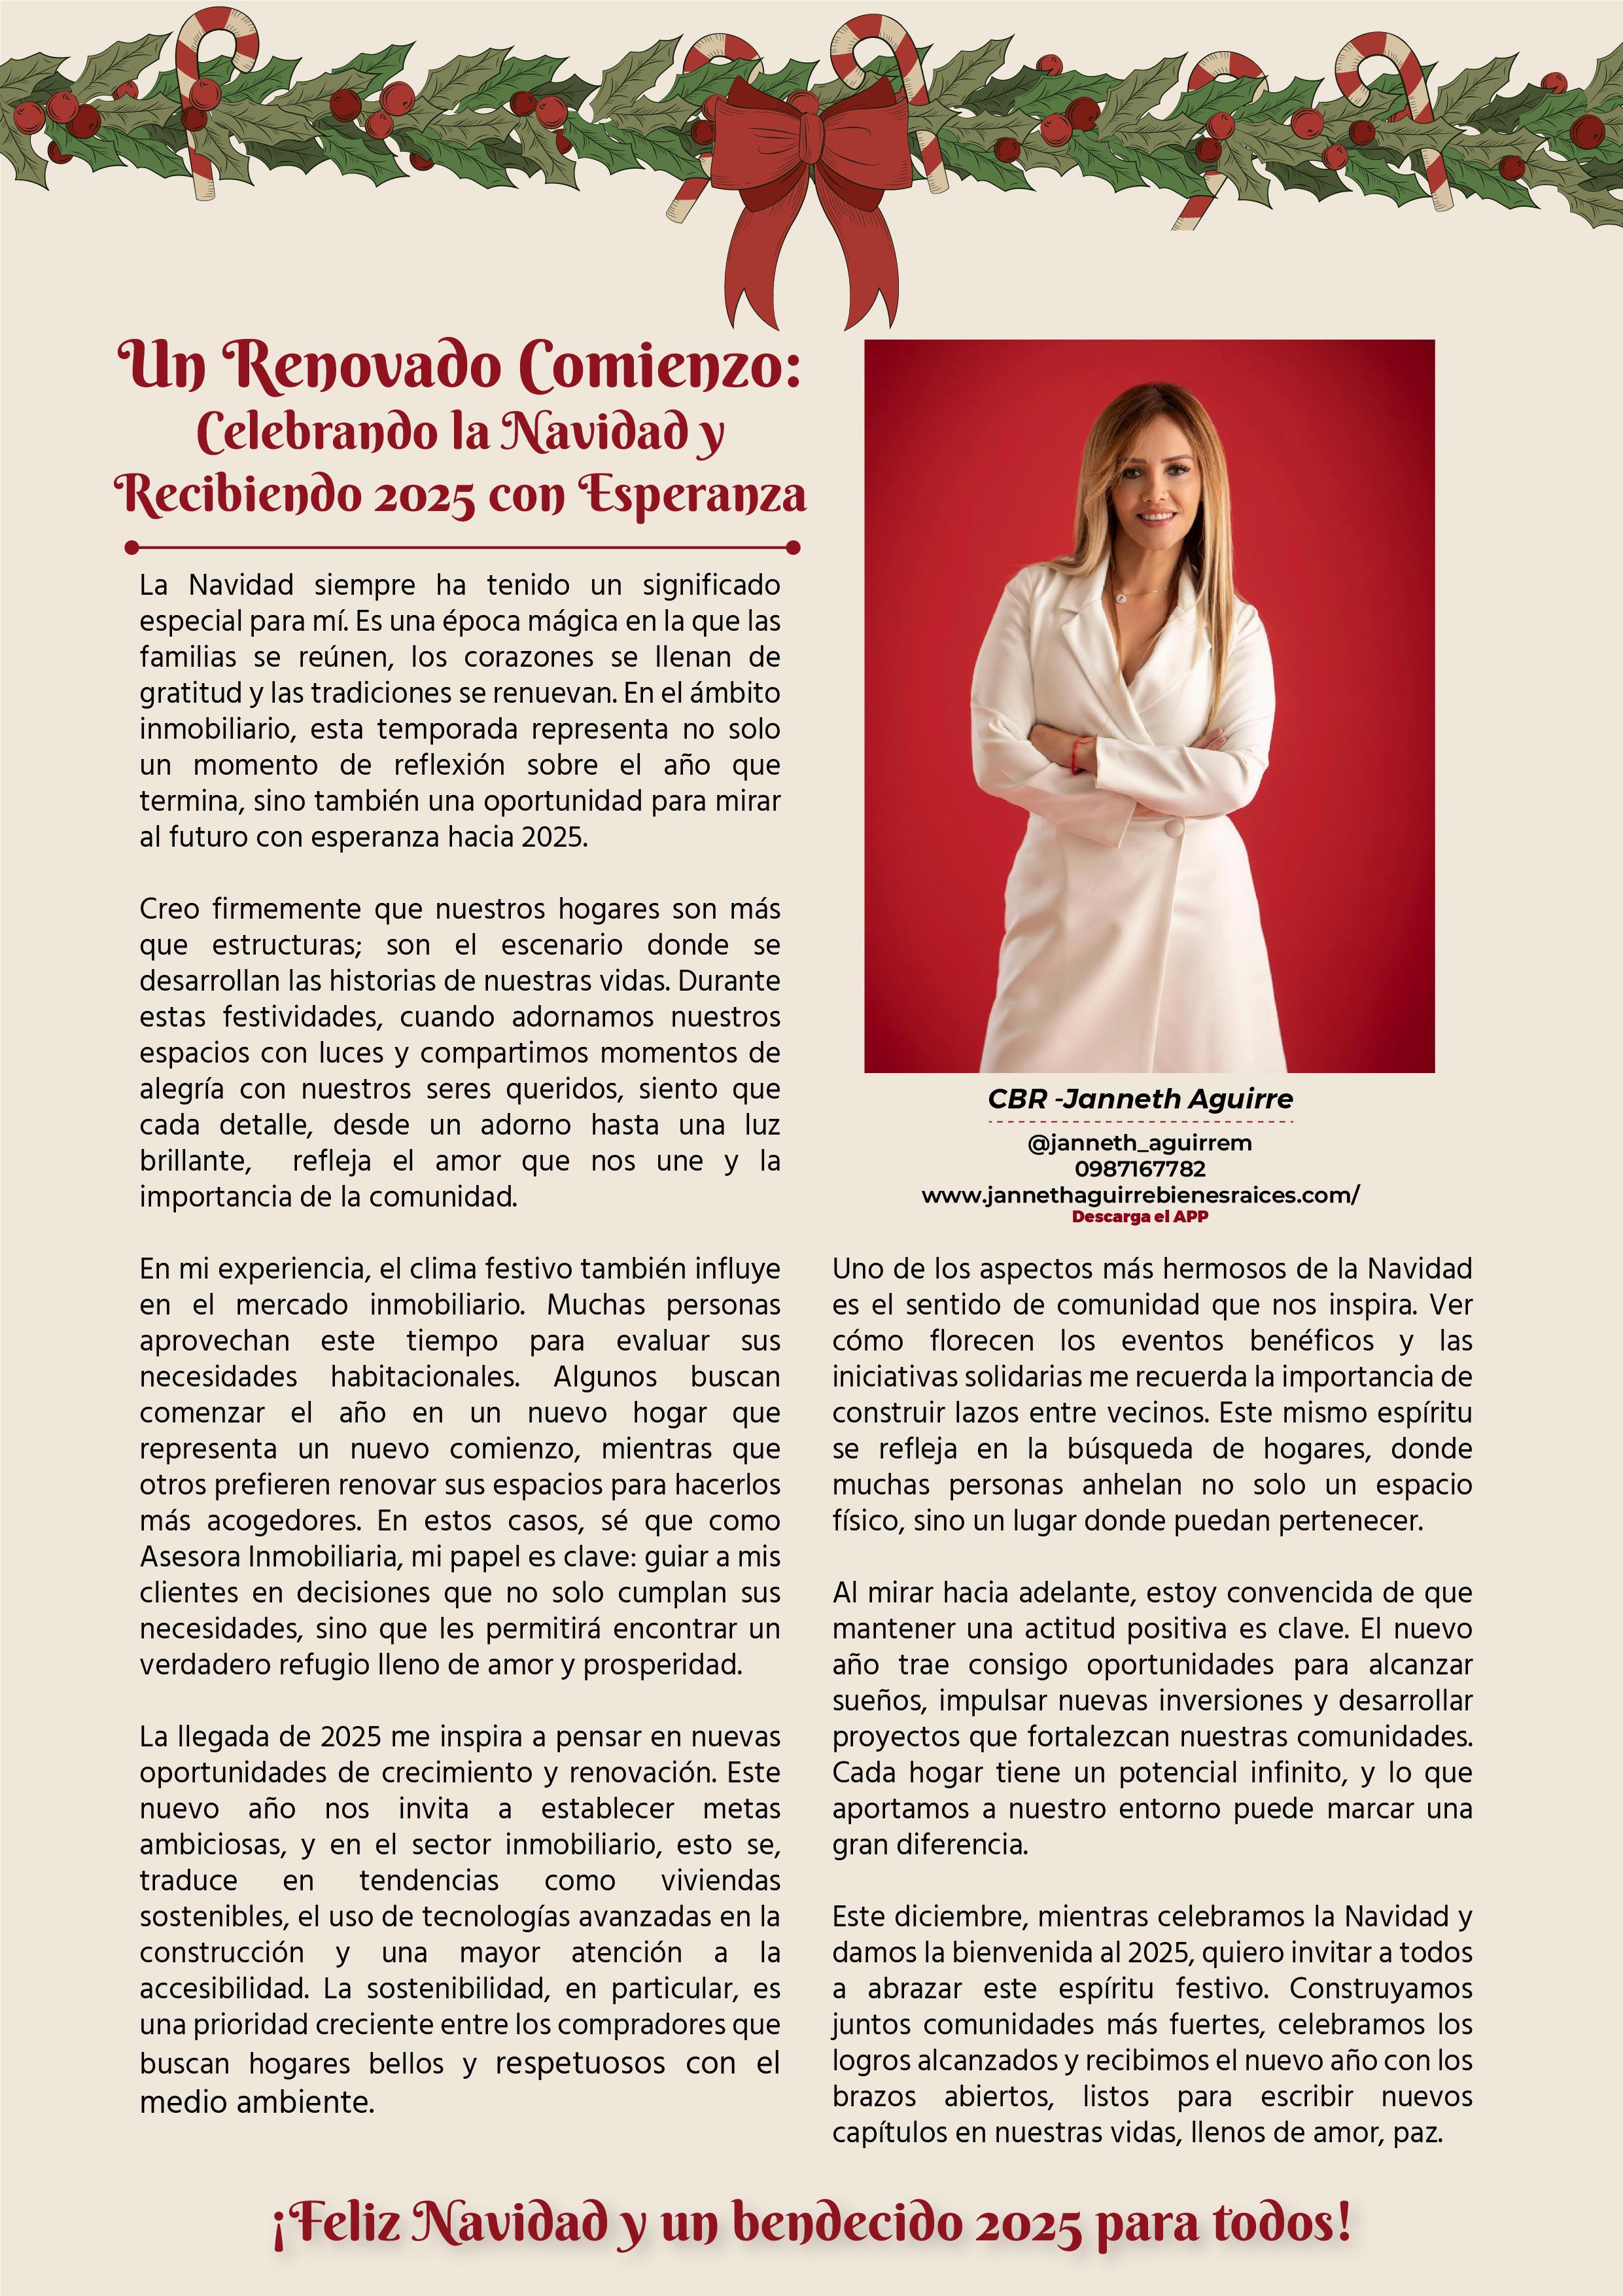 Un Renovado Comienzo:
Celebrando la Navidad y
Recibiendo 2025 con Esperanza
La Navidad siempre ha tenido un significado
especial para mí. Es una época mágica en la que las
familias se reúnen, los corazones se llenan de
gratitud y las tradiciones se renuevan. En el ámbito
inmobiliario, esta temporada representa no solo
un momento de reflexión sobre el año que
termina, sino también una oportunidad para mirar
al futuro con esperanza hacia 2025.
Creo firmemente que nuestros hogares son más
que estructuras; son el escenario donde se
desarrollan las historias de nuestras vidas. Durante
estas festividades, cuando adornamos nuestros
espacios con luces y compartimos momentos de
alegría con nuestros seres queridos, siento que
cada detalle, desde un adorno hasta una luz
brillante, refleja el amor que nos une y la
importancia de la comunidad.
En mi experiencia, el clima festivo también influye
en el mercado inmobiliario. Muchas personas
aprovechan este tiempo para evaluar sus
necesidades habitacionales. Algunos buscan
comenzar el año en un nuevo hogar que
representa un nuevo comienzo, mientras que
otros prefieren renovar sus espacios para hacerlos
más acogedores. En estos casos, sé que como
Asesora Inmobiliaria, mi papel es clave: guiar a mis
clientes en decisiones que no solo cumplan sus
necesidades, sino que les permitirá encontrar un
verdadero refugio lleno de amor y prosperidad.
La llegada de 2025 me inspira a pensar en nuevas
oportunidades de crecimiento y renovación. Este
nuevo año nos invita a establecer metas
ambiciosas, y en el sector inmobiliario, esto se,
traduce en tendencias como viviendas
sostenibles, el uso de tecnologías avanzadas en la
construcción y una mayor atención a la
accesibilidad. La sostenibilidad, en particular, es
una prioridad creciente entre los compradores que
buscan hogares bellos y respetuosos con el
medio ambiente.
CBR -Janneth Aguirre
@janneth_aguirrem
0987167782
www.jannethaguirrebienesraices.com/
Descarga el APP
Uno de los aspectos más hermosos de la Navidad
es el sentido de comunidad que nos inspira. Ver
cómo florecen los eventos benéficos y las
iniciativas solidarias me recuerda la importancia de
construir lazos entre vecinos. Este mismo espíritu
se refleja en la búsqueda de hogares, donde
muchas personas anhelan no solo un espacio
físico, sino un lugar donde puedan pertenecer.
Al mirar hacia adelante, estoy convencida de que
mantener una actitud positiva es clave. El nuevo
año trae consigo oportunidades para alcanzar
sueños, impulsar nuevas inversiones y desarrollar
proyectos que fortalezcan nuestras comunidades.
Cada hogar tiene un potencial infinito, y lo que
aportamos a nuestro entorno puede marcar una
gran diferencia.
Este diciembre, mientras celebramos la Navidad y
damos la bienvenida al 2025, quiero invitar a todos
a abrazar este espíritu festivo. Construyamos
juntos comunidades más fuertes, celebramos los
logros alcanzados y recibimos el nuevo año con los
brazos abiertos, listos para escribir nuevos
capítulos en nuestras vidas, llenos de amor, paz.
¡Feliz Navidad y un bendecido 2025 para todos!